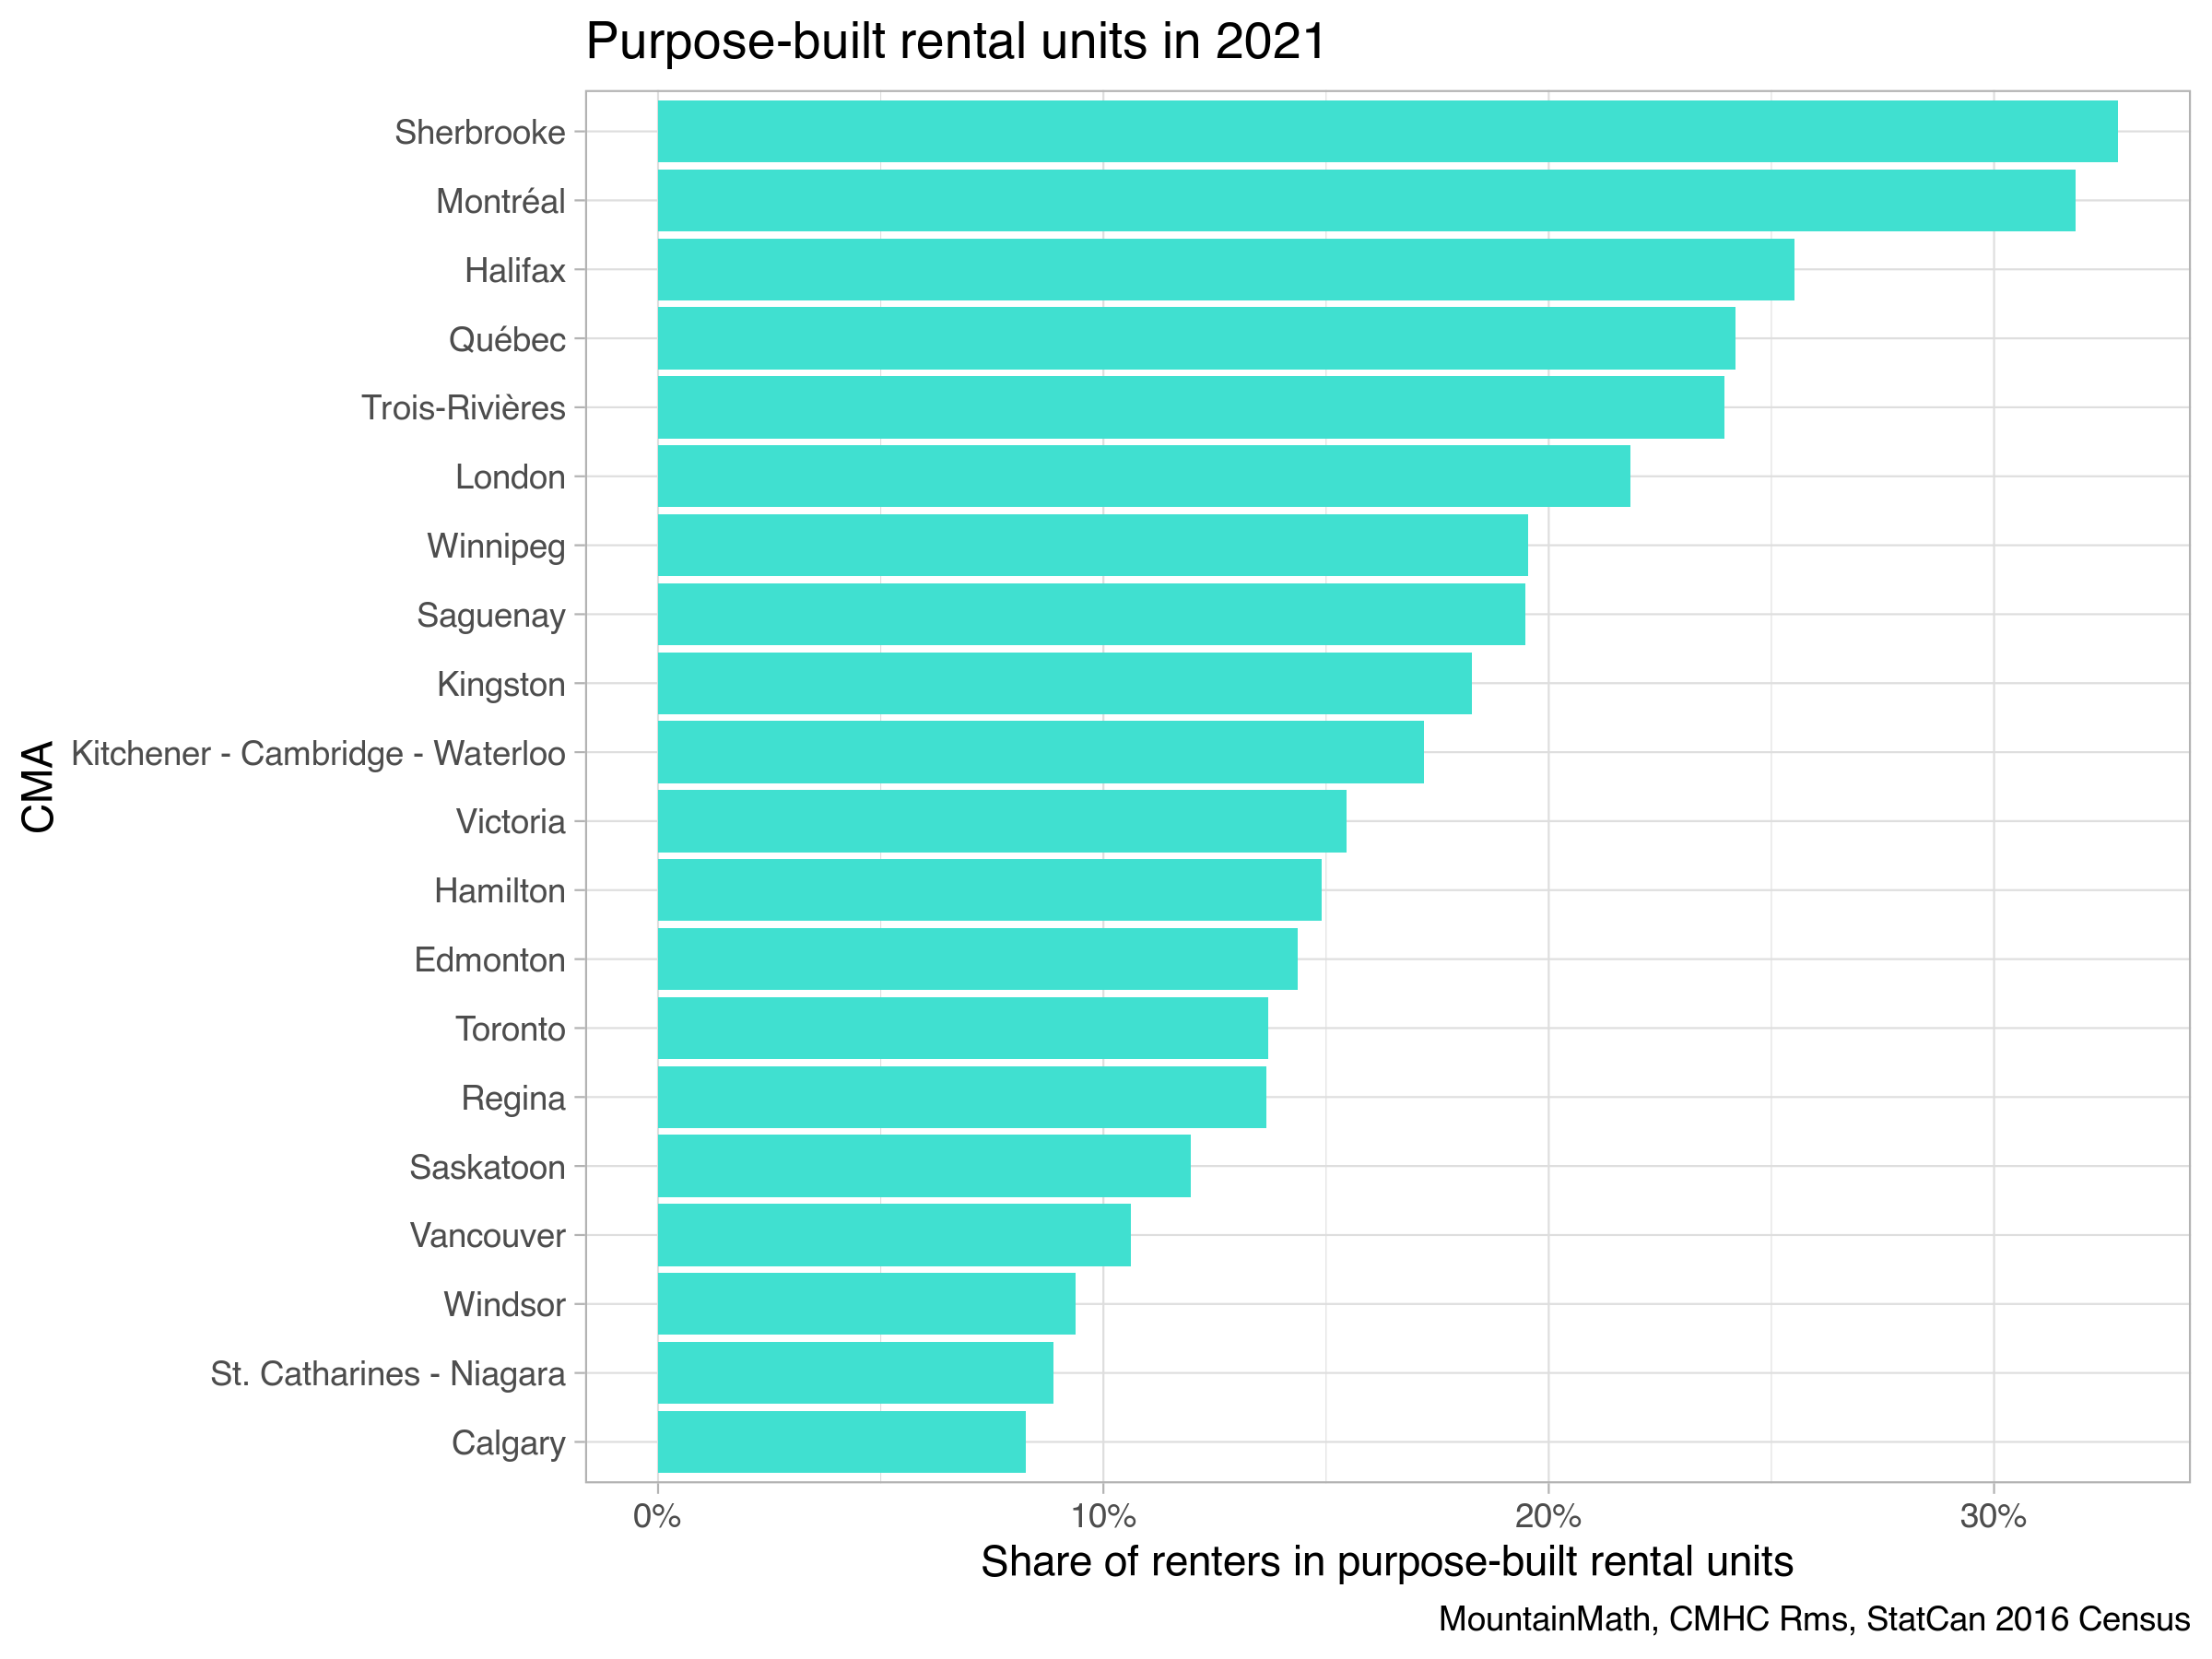 Purpose-built rental units in 2021
CMA
Sherbrooke
Montréal
Halifax
Québec
Trois-Rivières
London
Winnipeg
Saguenay
Kingston
Kitchener - Cambridge - Waterloo
Victoria
Hamilton
Edmonton
Toronto
Regina
Saskatoon
Vancouver
Windsor
St. Catharines - Niagara
Calgary
0% 10% 20% 30%
Share of renters in purpose-built rental units
MountainMath, CMHC Rms, StatCan 2016 Census